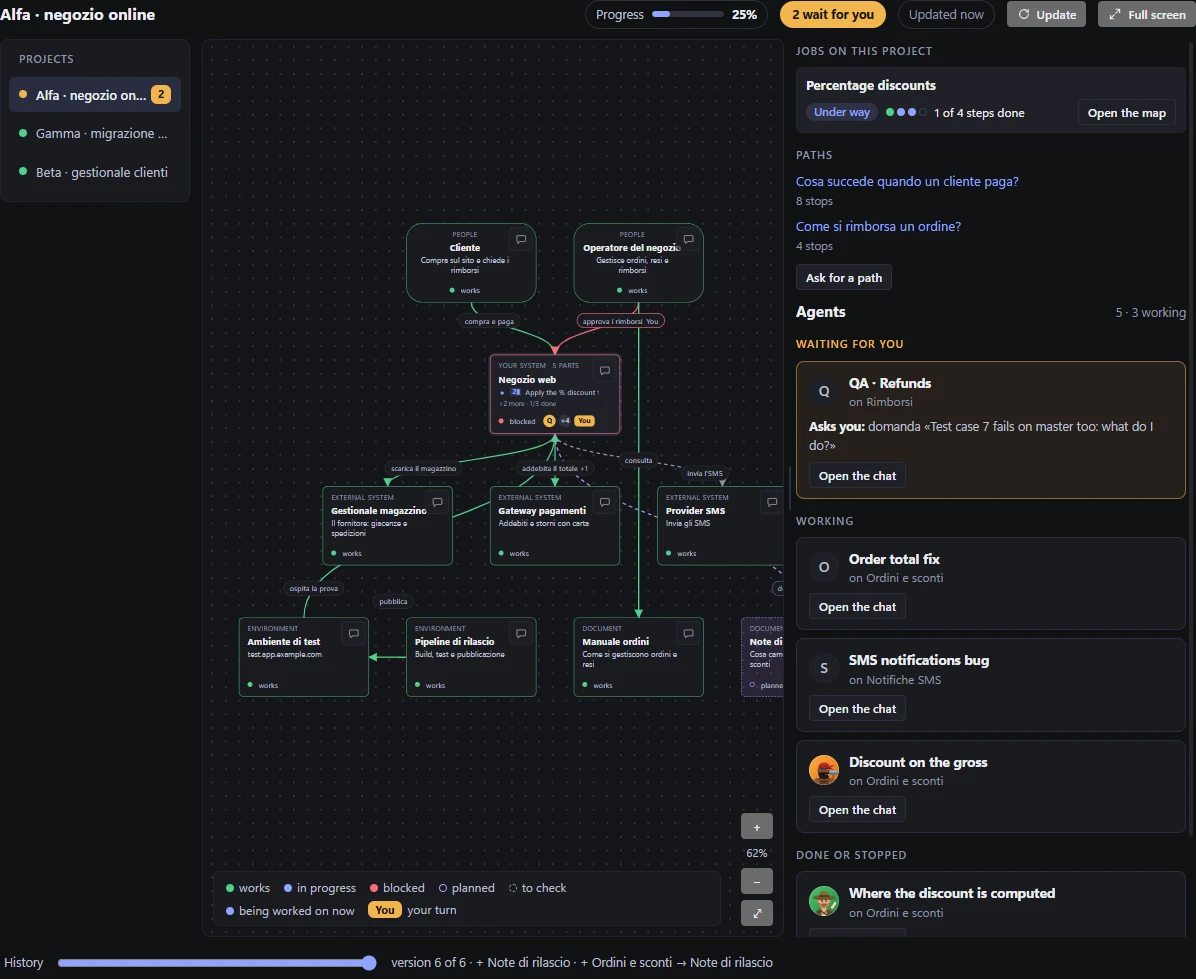 Alfa · negozio online
Progress 25%
2 wait for you
Updated now
Update
Full screen
PROJECTS
Alfa · negozio on... 2
Gamma · migrazione ...
Beta · gestionale clienti
PEOPLE
Cliente
Compra sul sito e chiede i
rimborsi
works
PEOPLE
Operatore del negozio
Gestisce ordini, resi e
rimborsi
works
compra e paga
approva i rimborsi You
YOUR SYSTEM · 5 PARTS
Negozio web
Apply the % discount
+2 more · 1/3 done
blocked Q +4 You
scarica il magazzino
addebita il totale +1
consulta
invia l'SMS
EXTERNAL SYSTEM
Gestionale magazzino
Il fornitore: giacenze e
spedizioni
works
EXTERNAL SYSTEM
Gateway pagamenti
Addebiti e storni con carta
works
EXTERNAL SYSTEM
Provider SMS
Invia gli SMS
works
ospita la prova
pubblica
ENVIRONMENT
Ambiente di test
test.app.example.com
works
ENVIRONMENT
Pipeline di rilascio
Build, test e pubblicazione
works
DOCUMENT
Manuale ordini
Come si gestiscono ordini e
resi
works
DOCUMEN
Note di
Cosa cam
sconti
planne
+
62%
−
works in progress blocked planned to check
being worked on now You your turn
JOBS ON THIS PROJECT
Percentage discounts
Under way 1 of 4 steps done
Open the map
PATHS
Cosa succede quando un cliente paga?
8 stops
Come si rimborsa un ordine?
4 stops
Ask for a path
Agents 5 · 3 working
WAITING FOR YOU
Q
QA · Refunds
on Rimborsi
Asks you: domanda «Test case 7 fails on master too: what do I
do?»
Open the chat
WORKING
O
Order total fix
on Ordini e sconti
Open the chat
S
SMS notifications bug
on Notifiche SMS
Open the chat
Discount on the gross
on Ordini e sconti
Open the chat
DONE OR STOPPED
Where the discount is computed
on Ordini e sconti
History
version 6 of 6 · + Note di rilascio · + Ordini e sconti → Note di rilascio